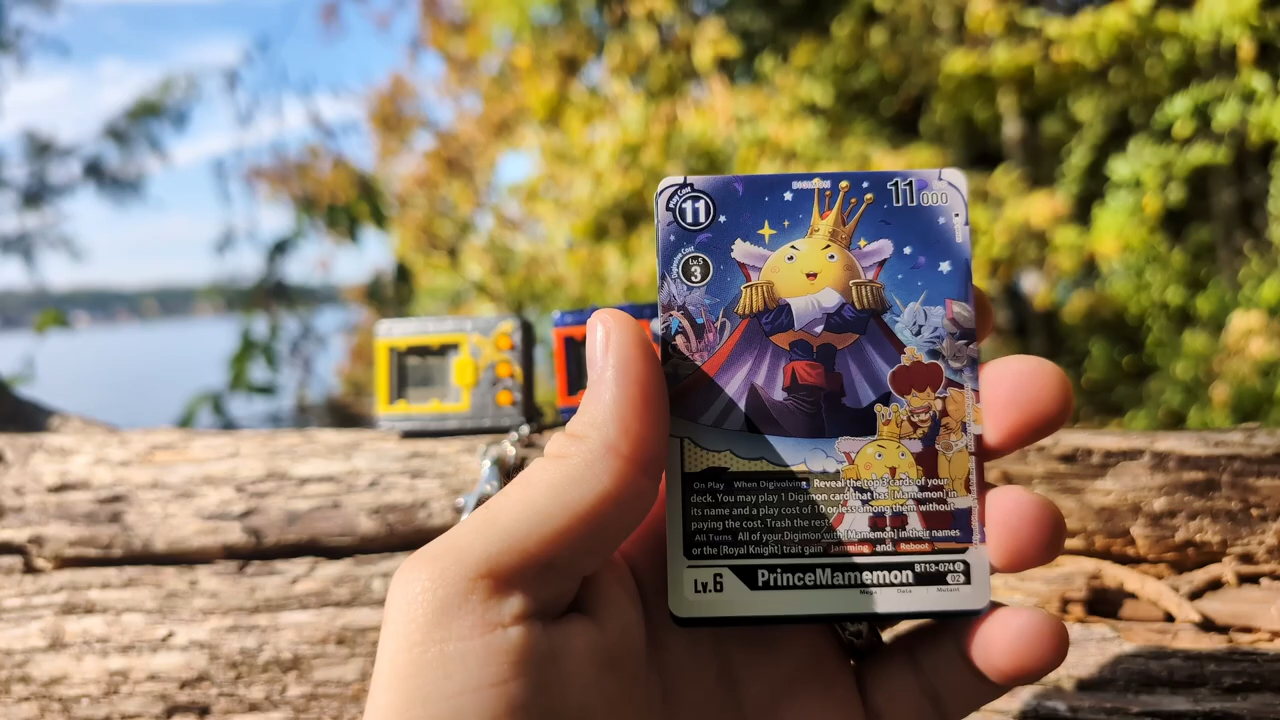 DIGIMON
Play Cost
11
11000
Digivolve Cost
Lv.5
3
On Play When Digivolving Reveal the top 3 cards of your
deck. You may play 1 Digimon card that has [Mamemon] in
its name and a play cost of 10 or less among them without
paying the cost. Trash the rest.
All Turns All of your Digimon with [Mamemon] in their names
or the [Royal Knight] trait gain Jamming and Reboot
BT13-074 U
Lv.6 PrinceMamemon 02
Mega Data Mutant